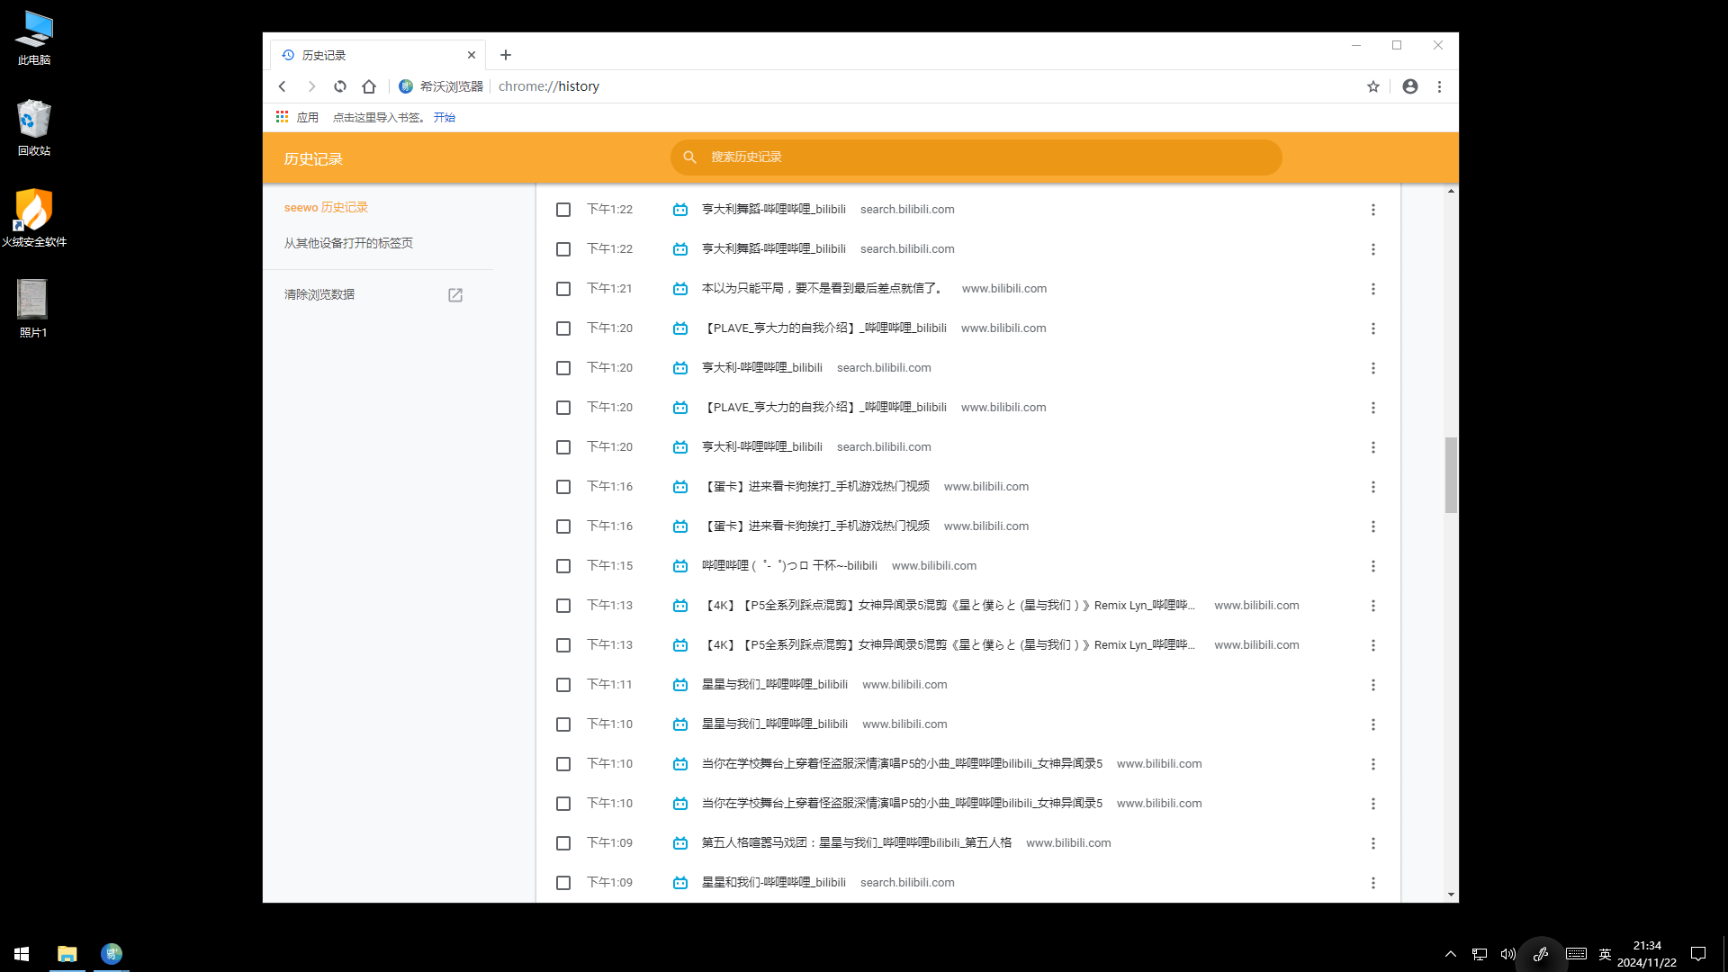 此电脑
回收站
火绒安全软件
照片1
历史记录
希沃浏览器 chrome://history
应用 点击这里导入书签。 开始
历史记录
搜索历史记录
seewo 历史记录
从其他设备打开的标签页
清除浏览数据
下午1:22 亨大利舞蹈-哔哩哔哩_bilibili search.bilibili.com
下午1:22 亨大利舞蹈-哔哩哔哩_bilibili search.bilibili.com
下午1:21 本以为只能平局，要不是看到最后差点就信了。 www.bilibili.com
下午1:20 【PLAVE_亨大力的自我介绍】_哔哩哔哩_bilibili www.bilibili.com
下午1:20 亨大利-哔哩哔哩_bilibili search.bilibili.com
下午1:20 【PLAVE_亨大力的自我介绍】_哔哩哔哩_bilibili www.bilibili.com
下午1:20 亨大利-哔哩哔哩_bilibili search.bilibili.com
下午1:16 【蛋卡】进来看卡狗挨打_手机游戏热门视频 www.bilibili.com
下午1:16 【蛋卡】进来看卡狗挨打_手机游戏热门视频 www.bilibili.com
下午1:15 哔哩哔哩 (゜-゜)つロ 干杯~-bilibili www.bilibili.com
下午1:13 【4K】【P5全系列踩点混剪】女神异闻录5混剪《星と僕らと (星与我们 ) 》Remix Lyn_哔哩哔... www.bilibili.com
下午1:13 【4K】【P5全系列踩点混剪】女神异闻录5混剪《星と僕らと (星与我们 ) 》Remix Lyn_哔哩哔... www.bilibili.com
下午1:11 星星与我们_哔哩哔哩_bilibili www.bilibili.com
下午1:10 星星与我们_哔哩哔哩_bilibili www.bilibili.com
下午1:10 当你在学校舞台上穿着怪盗服深情演唱P5的小曲_哔哩哔哩bilibili_女神异闻录5 www.bilibili.com
下午1:10 当你在学校舞台上穿着怪盗服深情演唱P5的小曲_哔哩哔哩bilibili_女神异闻录5 www.bilibili.com
下午1:09 第五人格喧嚣马戏团：星星与我们_哔哩哔哩bilibili_第五人格 www.bilibili.com
下午1:09 星星和我们-哔哩哔哩_bilibili search.bilibili.com
英
21:34
2024/11/22